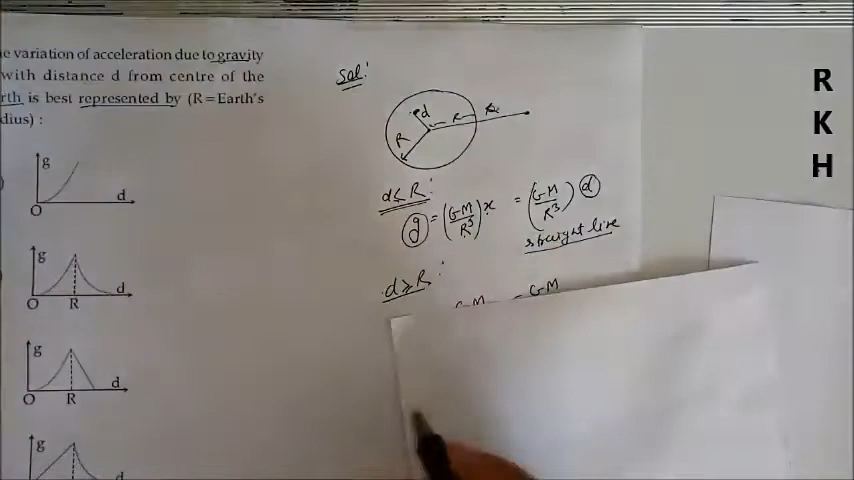 e variation of acceleration due to gravity
with distance d from centre of the
rth is best represented by (R=Earth's
dius) :
g
O d
g
O R d
g
O R d
g
d
Sol:
d
R
d ≤ R :
g = (GM/R³) x = (GM/R³) d
straight line
d ≥ R :
GM = GM
R
K
H